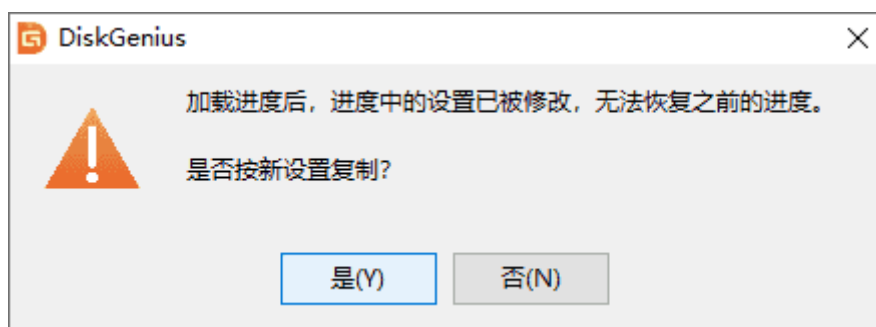 DiskGenius
加载进度后，进度中的设置已被修改，无法恢复之前的进度。
是否按新设置复制？
是(Y)
否(N)